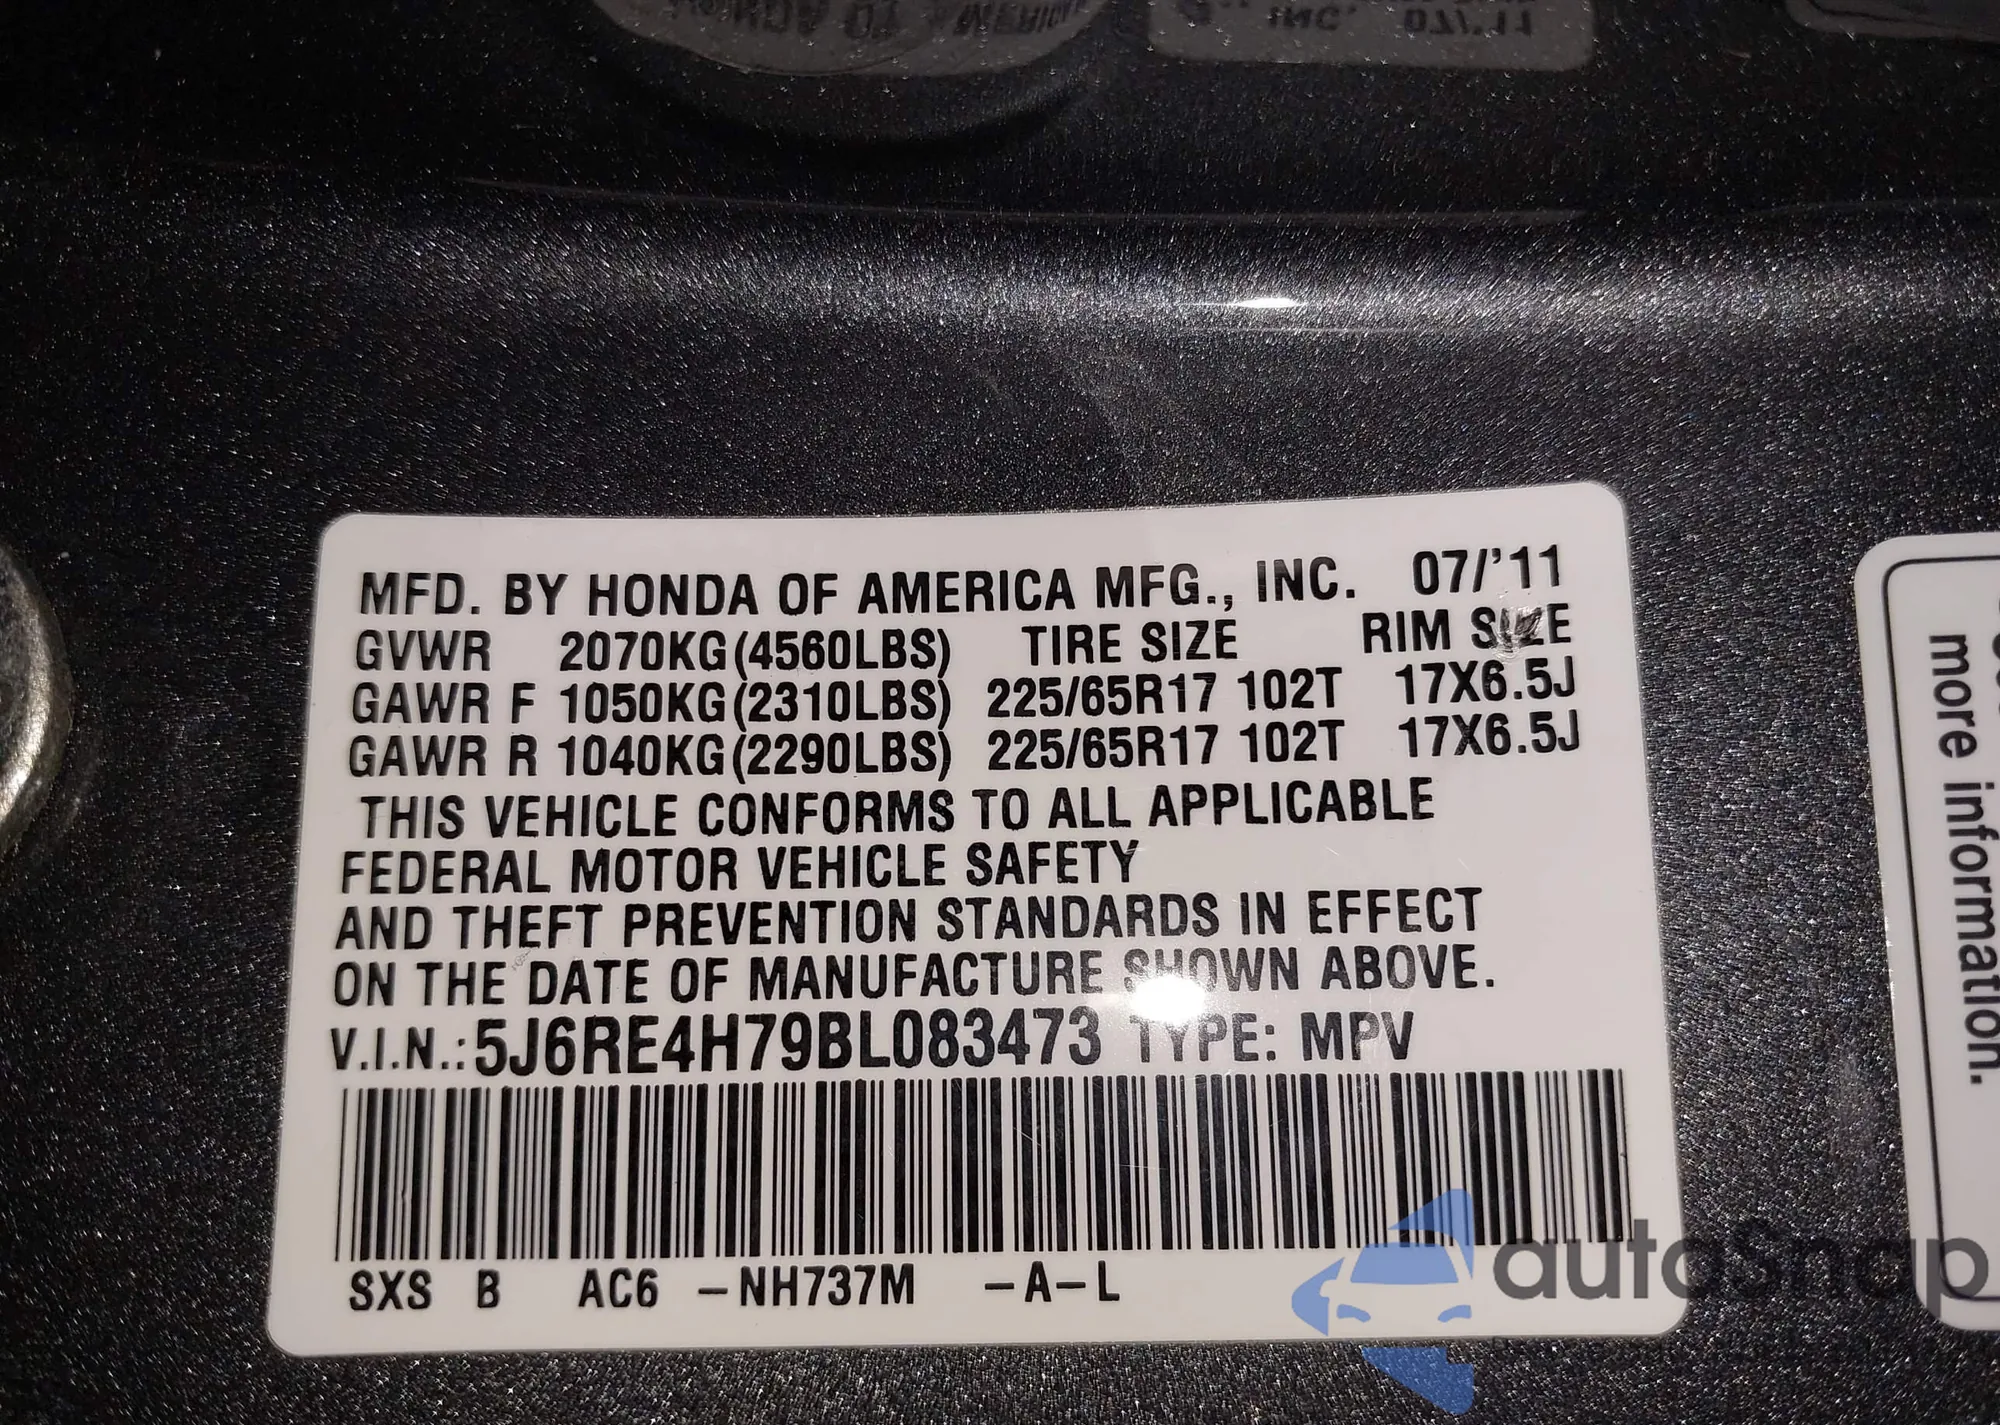 MFD. BY HONDA OF AMERICA MFG., INC. 07/'11
GVWR 2070KG(4560LBS) TIRE SIZE RIM SIZE
GAWR F 1050KG(2310LBS) 225/65R17 102T 17X6.5J
GAWR R 1040KG(2290LBS) 225/65R17 102T 17X6.5J
THIS VEHICLE CONFORMS TO ALL APPLICABLE
FEDERAL MOTOR VEHICLE SAFETY
AND THEFT PREVENTION STANDARDS IN EFFECT
ON THE DATE OF MANUFACTURE SHOWN ABOVE.
V.I.N.: 5J6RE4H79BL083473 TYPE: MPV
SXS B AC6 -NH737M -A-L
more information.
autoSnap